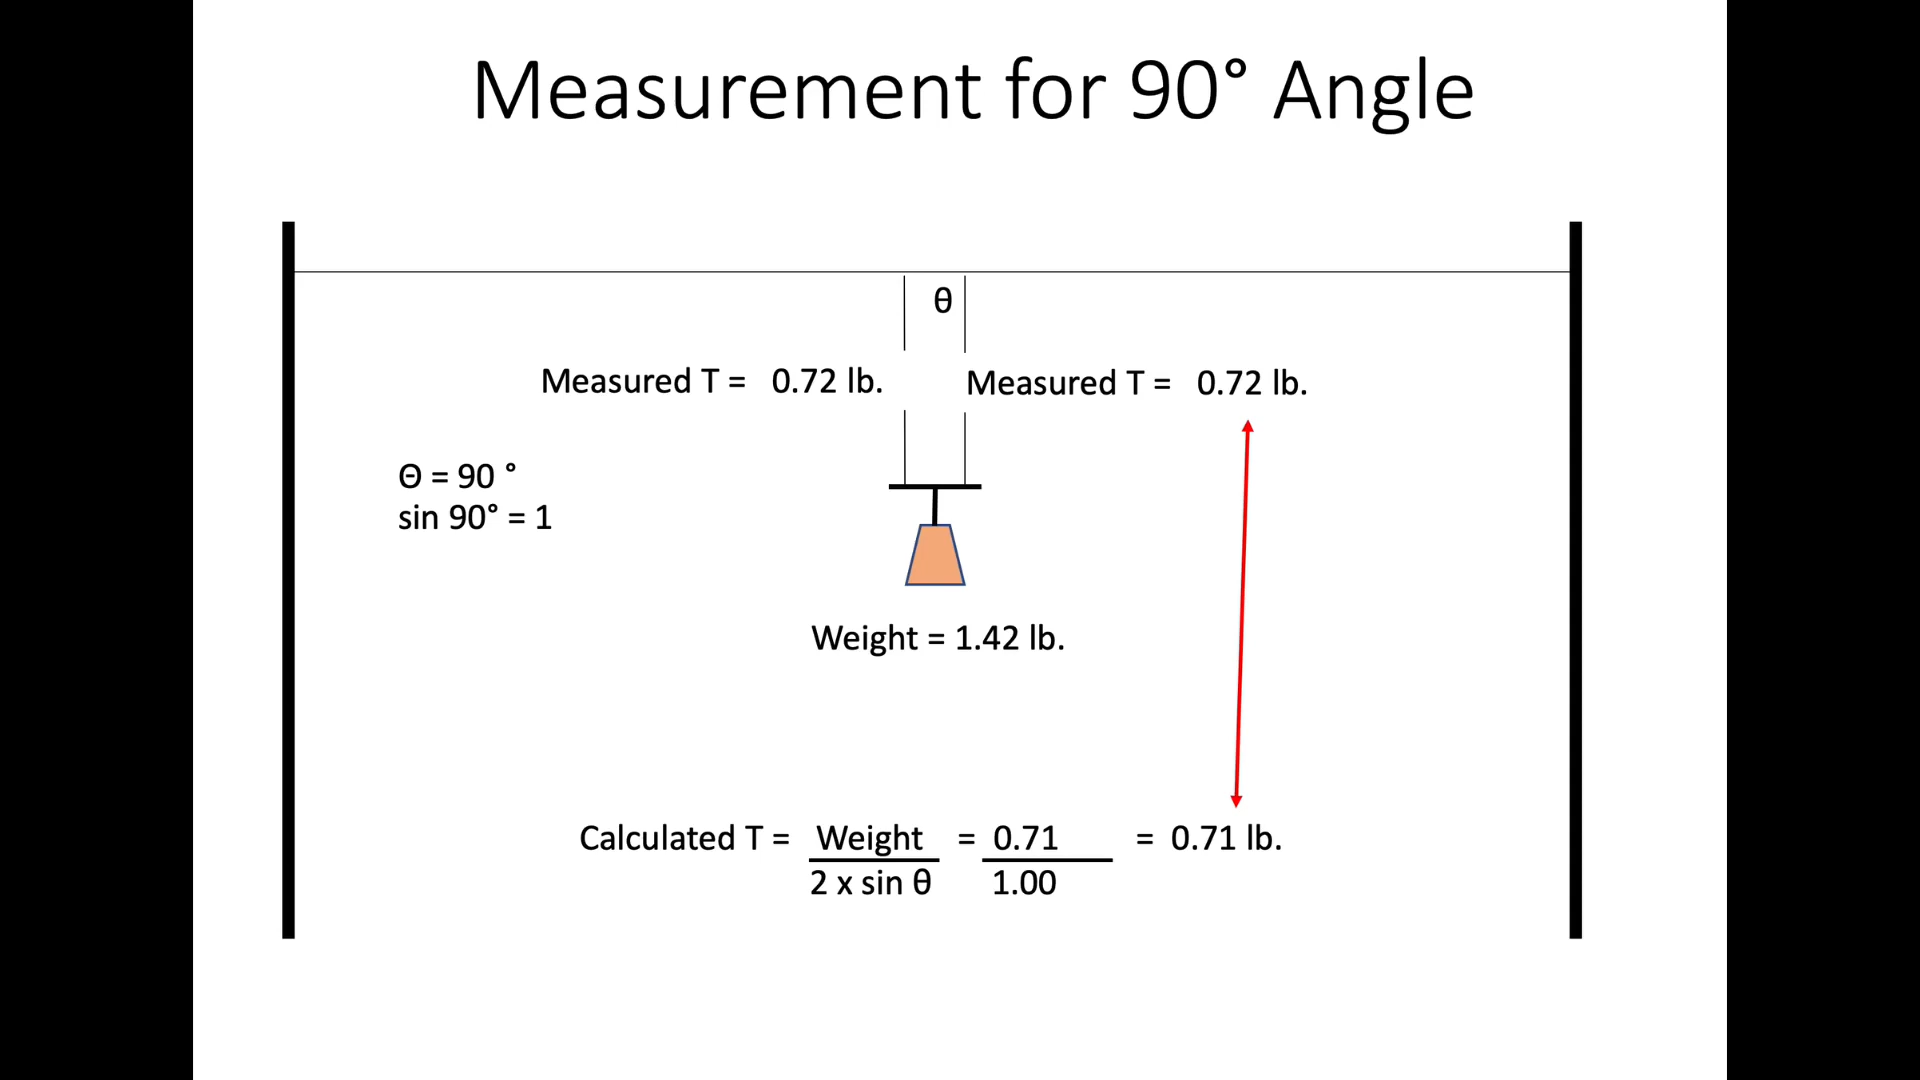 Measurement for 90° Angle
θ
Measured T = 0.72 lb.
Measured T = 0.72 lb.
Θ = 90 °
sin 90° = 1
Weight = 1.42 lb.
Calculated T = Weight = 0.71 = 0.71 lb.
2 x sin θ 1.00